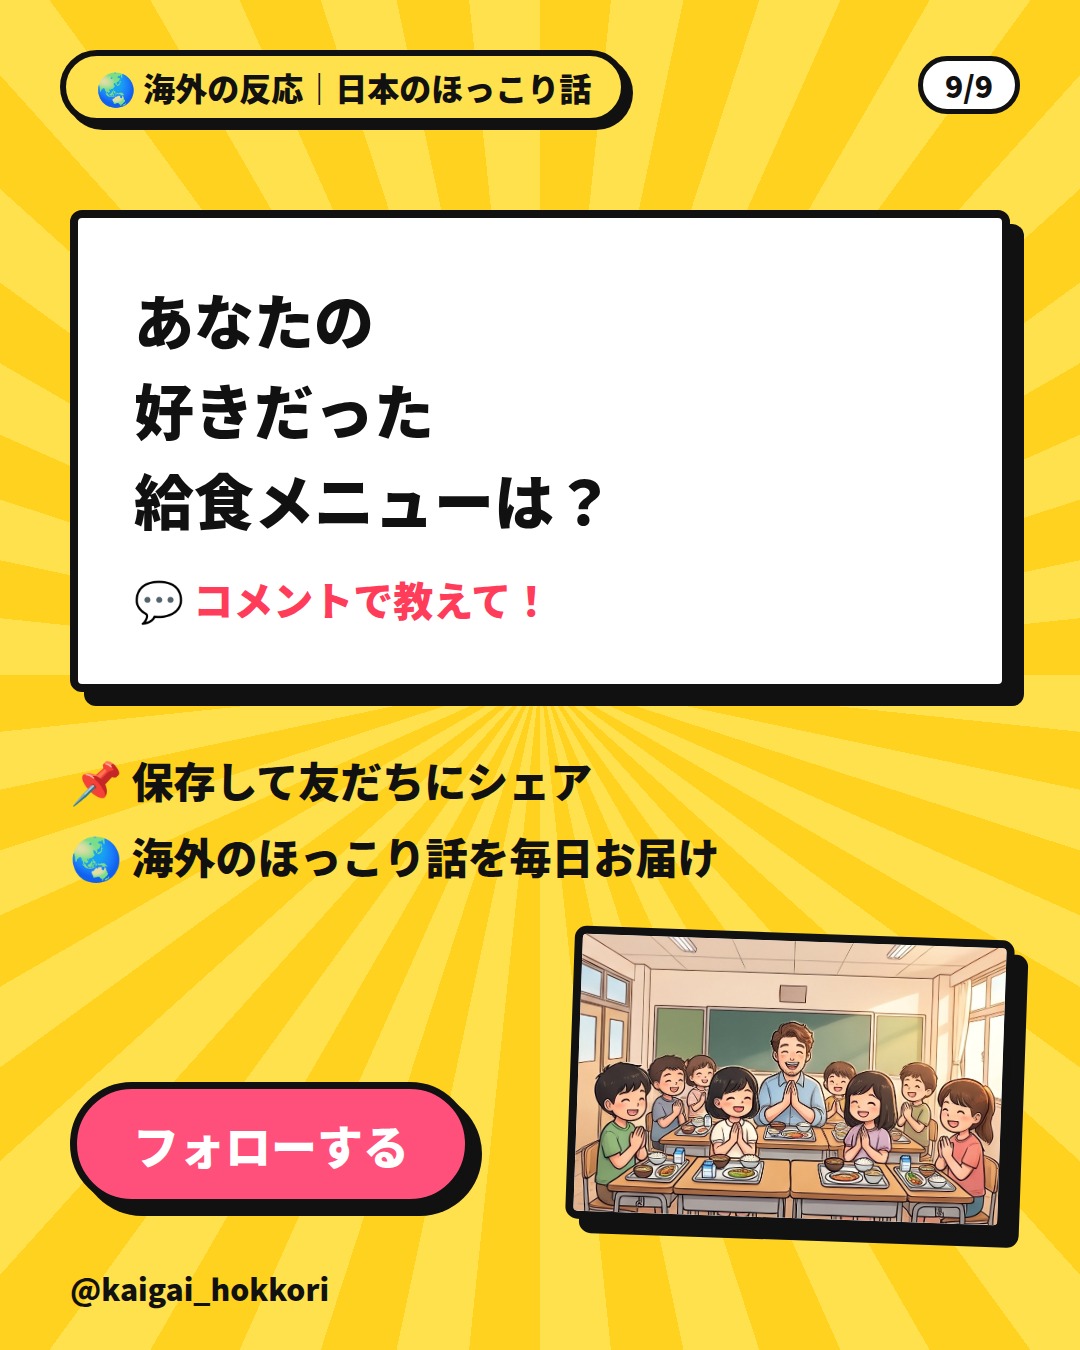 🌏 海外の反応｜日本のほっこり話
9/9
あなたの
好きだった
給食メニューは？
💬 コメントで教えて！
📌 保存して友だちにシェア
🌏 海外のほっこり話を毎日お届け
フォローする
@kaigai_hokkori